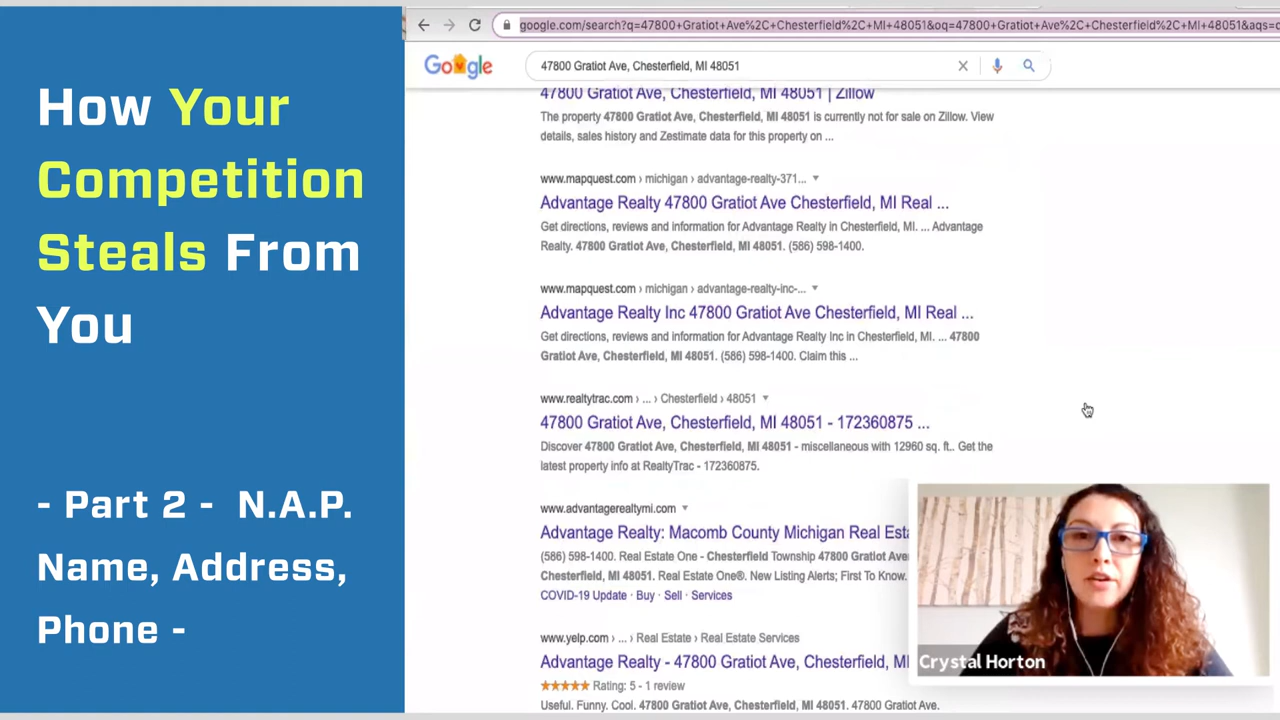 How Your
Competition
Steals From
You
- Part 2 - N.A.P.
Name, Address,
Phone -
google.com/search?q=47800+Gratiot+Ave%2C+Chesterfield%2C+MI+48051&oq=47800+Gratiot+Ave%2C+Chesterfield%2C+MI+48051&aqs=
Google
47800 Gratiot Ave, Chesterfield, MI 48051
47800 Gratiot Ave, Chesterfield, MI 48051 | Zillow
The property 47800 Gratiot Ave, Chesterfield, MI 48051 is currently not for sale on Zillow. View
details, sales history and Zestimate data for this property on ...
www.mapquest.com › michigan › advantage-realty-371...
Advantage Realty 47800 Gratiot Ave Chesterfield, MI Real ...
Get directions, reviews and information for Advantage Realty in Chesterfield, MI. ... Advantage
Realty. 47800 Gratiot Ave, Chesterfield, MI 48051. (586) 598-1400.
www.mapquest.com › michigan › advantage-realty-inc-...
Advantage Realty Inc 47800 Gratiot Ave Chesterfield, MI Real ...
Get directions, reviews and information for Advantage Realty Inc in Chesterfield, MI. ... 47800
Gratiot Ave, Chesterfield, MI 48051. (586) 598-1400. Claim this ...
www.realtytrac.com › ... › Chesterfield › 48051
47800 Gratiot Ave, Chesterfield, MI 48051 - 172360875 ...
Discover 47800 Gratiot Ave, Chesterfield, MI 48051 - miscellaneous with 12960 sq. ft.. Get the
latest property info at RealtyTrac - 172360875.
www.advantagerealtymi.com
Advantage Realty: Macomb County Michigan Real Esta
(586) 598-1400. Real Estate One - Chesterfield Township 47800 Gratiot Ave
Chesterfield, MI 48051. Real Estate One®. New Listing Alerts; First To Know.
COVID-19 Update · Buy · Sell · Services
www.yelp.com › ... › Real Estate › Real Estate Services
Advantage Realty - 47800 Gratiot Ave, Chesterfield, MI
Rating: 5 - 1 review
Useful. Funny. Cool. 47800 Gratiot Ave, Chesterfield, MI 48051. 47800 Gratiot Ave.
Crystal Horton